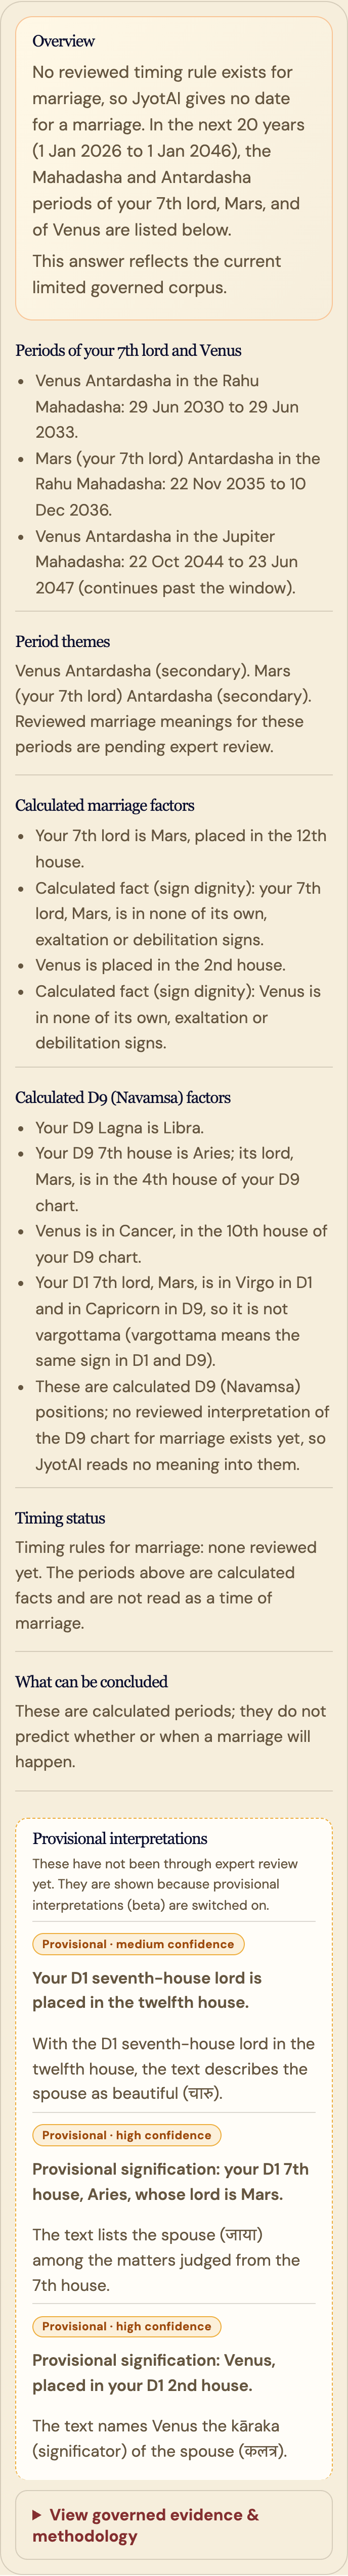 Overview
No reviewed timing rule exists for
marriage, so JyotAI gives no date
for a marriage. In the next 20 years
(1 Jan 2026 to 1 Jan 2046), the
Mahadasha and Antardasha
periods of your 7th lord, Mars, and
of Venus are listed below.
This answer reflects the current
limited governed corpus.
Periods of your 7th lord and Venus
• Venus Antardasha in the Rahu
Mahadasha: 29 Jun 2030 to 29 Jun
2033.
• Mars (your 7th lord) Antardasha in the
Rahu Mahadasha: 22 Nov 2035 to 10
Dec 2036.
• Venus Antardasha in the Jupiter
Mahadasha: 22 Oct 2044 to 23 Jun
2047 (continues past the window).
Period themes
Venus Antardasha (secondary). Mars
(your 7th lord) Antardasha (secondary).
Reviewed marriage meanings for these
periods are pending expert review.
Calculated marriage factors
• Your 7th lord is Mars, placed in the 12th
house.
• Calculated fact (sign dignity): your 7th
lord, Mars, is in none of its own,
exaltation or debilitation signs.
• Venus is placed in the 2nd house.
• Calculated fact (sign dignity): Venus is
in none of its own, exaltation or
debilitation signs.
Calculated D9 (Navamsa) factors
• Your D9 Lagna is Libra.
• Your D9 7th house is Aries; its lord,
Mars, is in the 4th house of your D9
chart.
• Venus is in Cancer, in the 10th house of
your D9 chart.
• Your D1 7th lord, Mars, is in Virgo in D1
and in Capricorn in D9, so it is not
vargottama (vargottama means the
same sign in D1 and D9).
• These are calculated D9 (Navamsa)
positions; no reviewed interpretation of
the D9 chart for marriage exists yet, so
JyotAI reads no meaning into them.
Timing status
Timing rules for marriage: none reviewed
yet. The periods above are calculated
facts and are not read as a time of
marriage.
What can be concluded
These are calculated periods; they do not
predict whether or when a marriage will
happen.
Provisional interpretations
These have not been through expert review
yet. They are shown because provisional
interpretations (beta) are switched on.
Provisional · medium confidence
Your D1 seventh-house lord is
placed in the twelfth house.
With the D1 seventh-house lord in the
twelfth house, the text describes the
spouse as beautiful (चारु).
Provisional · high confidence
Provisional signification: your D1 7th
house, Aries, whose lord is Mars.
The text lists the spouse (जाया)
among the matters judged from the
7th house.
Provisional · high confidence
Provisional signification: Venus,
placed in your D1 2nd house.
The text names Venus the kāraka
(significator) of the spouse (कलत्र).
▶ View governed evidence &
methodology